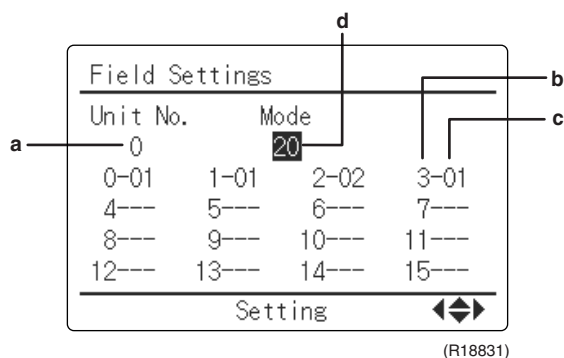 d
Field Settings
b
Unit No. Mode
c
a
0 20
0-01 1-01 2-02 3-01
4--- 5--- 6--- 7---
8--- 9--- 10--- 11---
12--- 13--- 14--- 15---
Setting
(R18831)